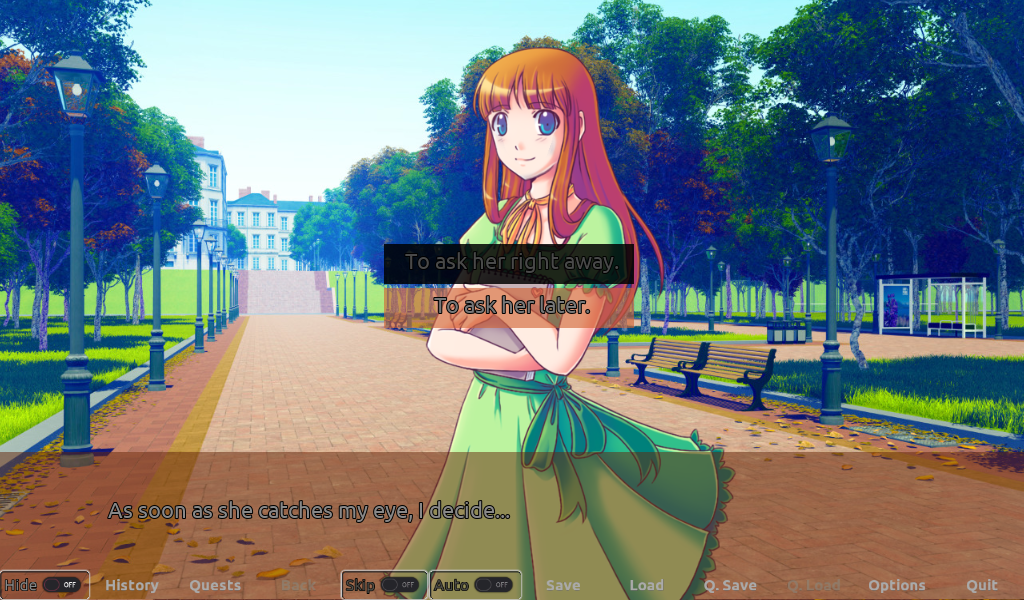 To ask her right away.
To ask her later.
As soon as she catches my eye, I decide...
Hide OFF History Quests Back Skip OFF Auto OFF Save Load Q. Save Q. Load Options Quit